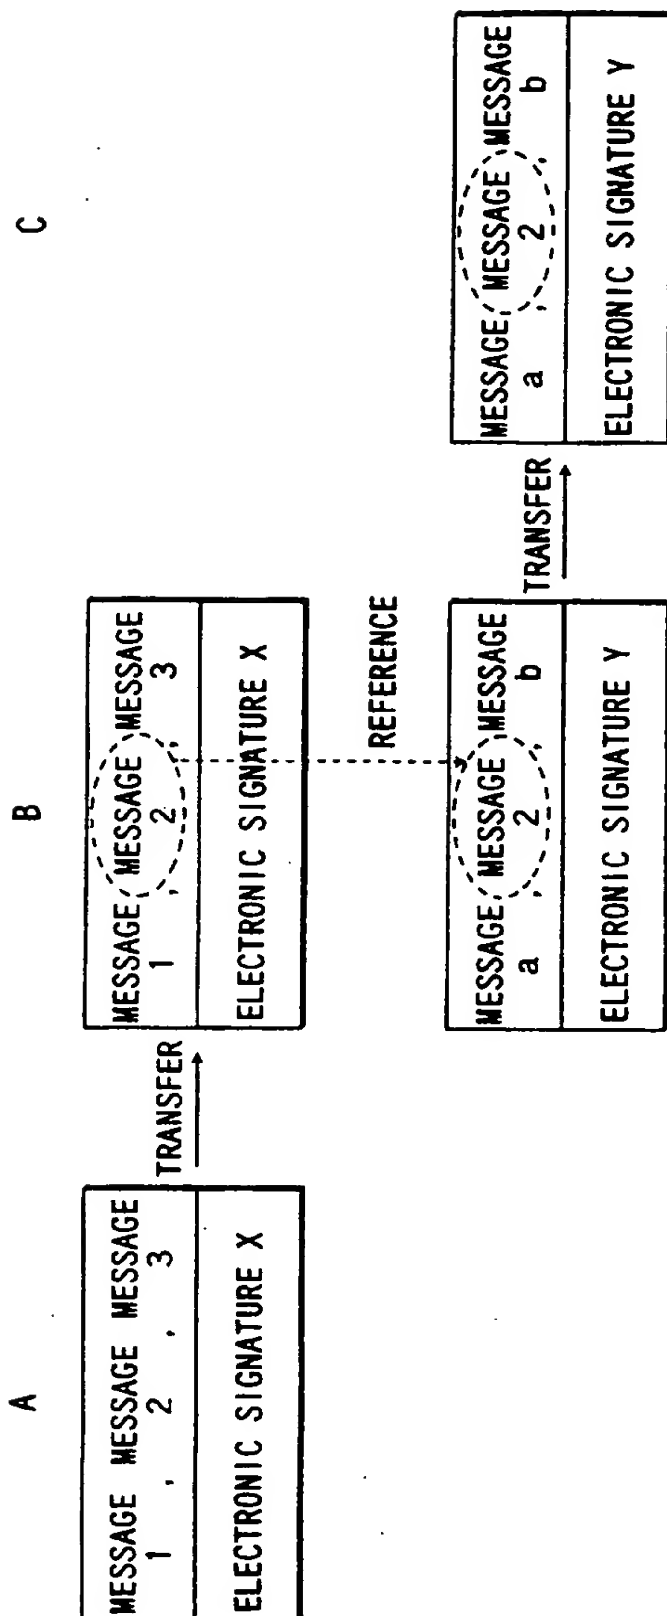 A
B
C
MESSAGE MESSAGE MESSAGE
1 , 2 , 3
ELECTRONIC SIGNATURE X
TRANSFER
MESSAGE, MESSAGE, MESSAGE
1 , 2 , 3
ELECTRONIC SIGNATURE X
REFERENCE
MESSAGE, MESSAGE, MESSAGE
a , 2 , b
ELECTRONIC SIGNATURE Y
TRANSFER
MESSAGE, MESSAGE, MESSAGE
a , 2 , b
ELECTRONIC SIGNATURE Y